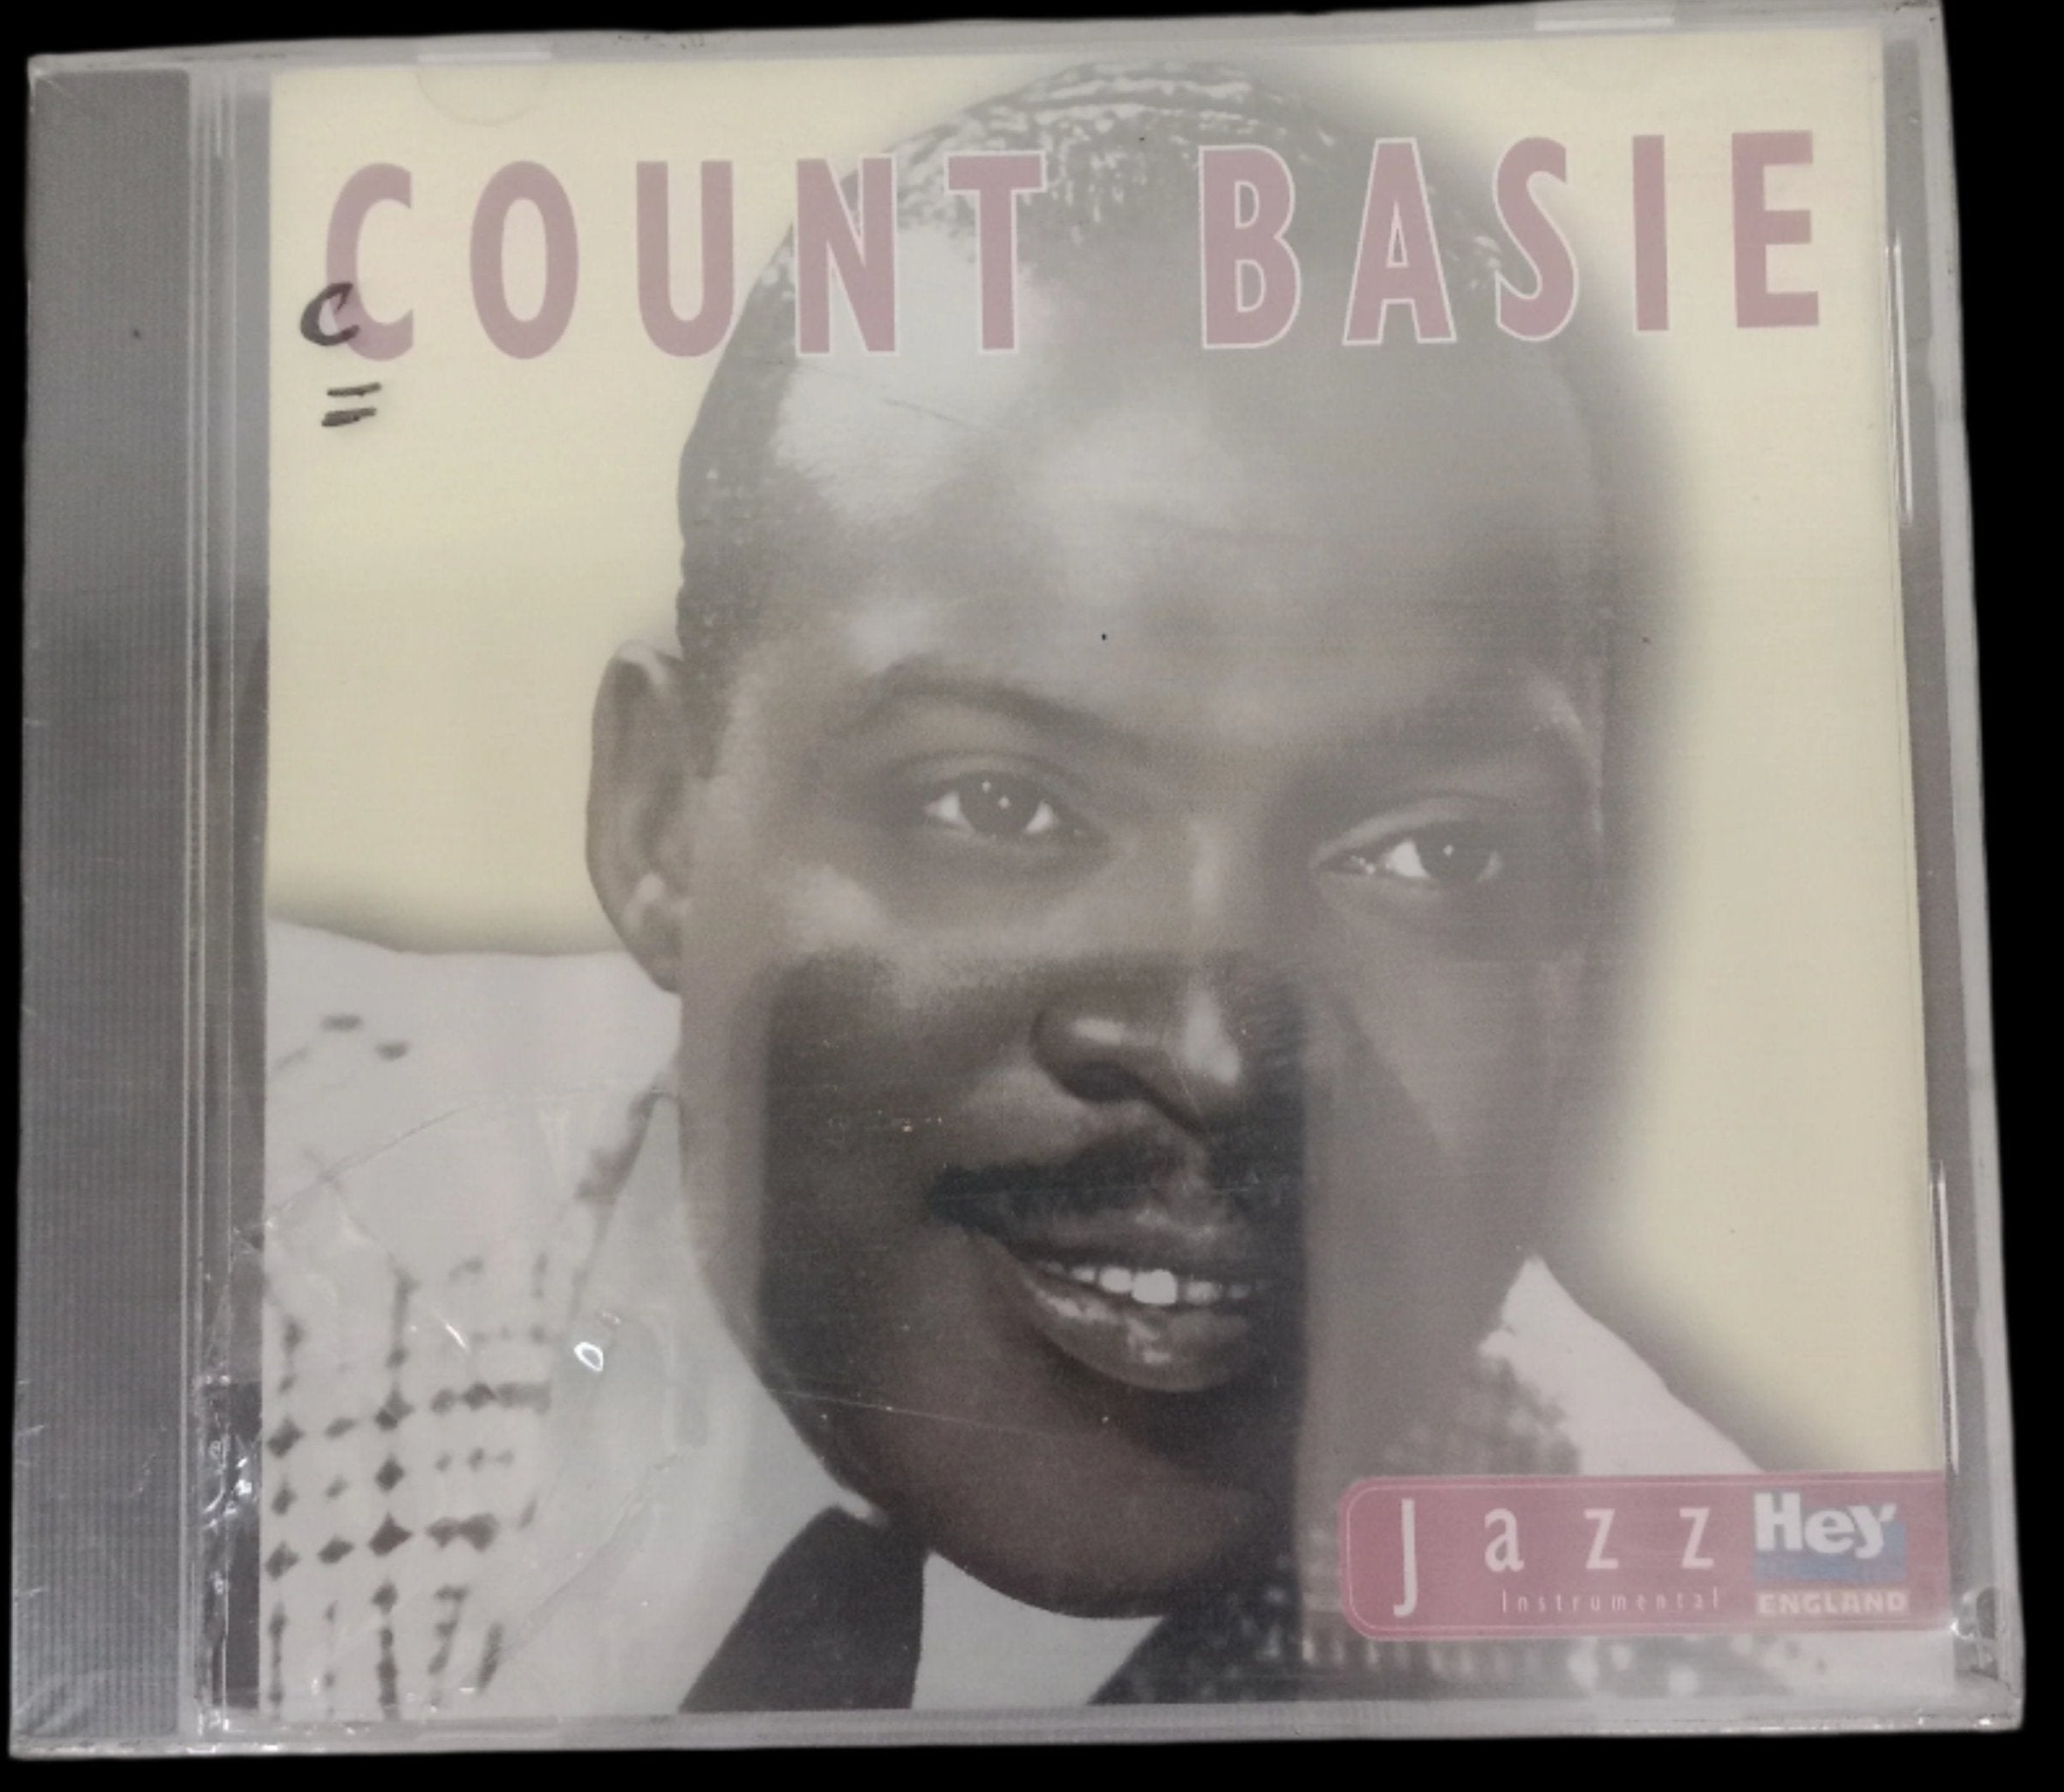 COUNT BASIE
C
Jazz Hey
Instrumental ENGLAND